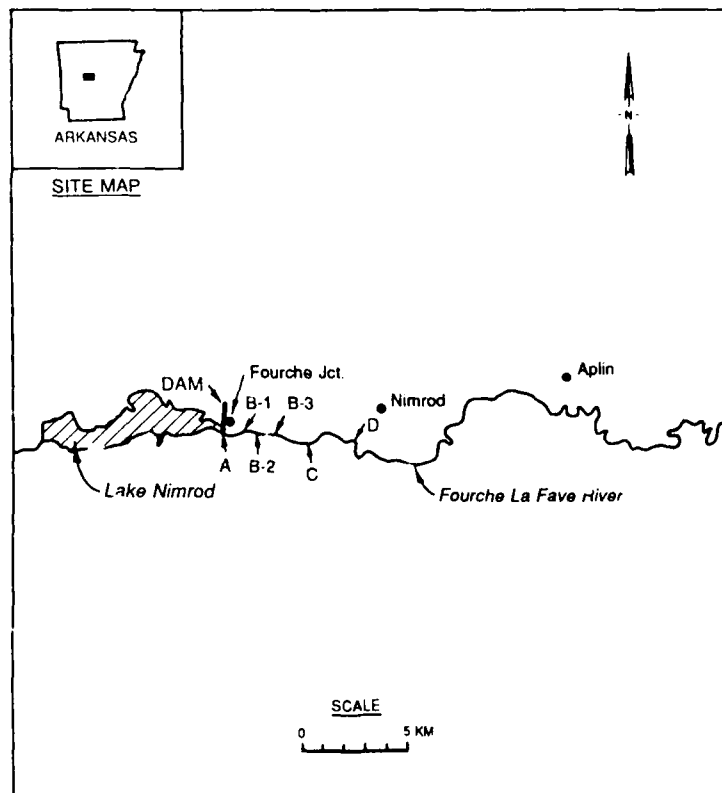 ARKANSAS
SITE MAP
-N-
DAM
Fourche Jct.
Aplin
B-1
B-3
Nimrod
D
A
B-2
C
Lake Nimrod
Fourche La Fave River
SCALE
0 5 KM